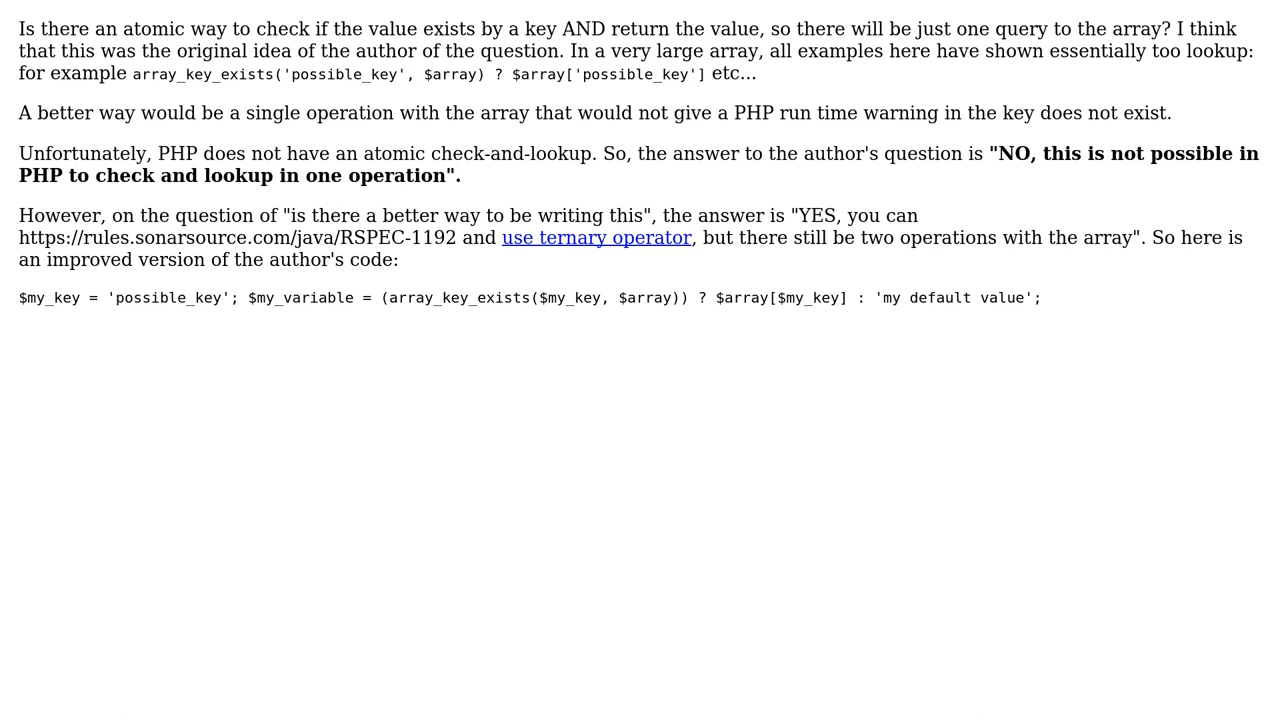 Is there an atomic way to check if the value exists by a key AND return the value, so there will be just one query to the array? I think
that this was the original idea of the author of the question. In a very large array, all examples here have shown essentially too lookup:
for example array_key_exists('possible_key', $array) ? $array['possible_key'] etc...
A better way would be a single operation with the array that would not give a PHP run time warning in the key does not exist.
Unfortunately, PHP does not have an atomic check-and-lookup. So, the answer to the author's question is "NO, this is not possible in
PHP to check and lookup in one operation".
However, on the question of "is there a better way to be writing this", the answer is "YES, you can
https://rules.sonarsource.com/java/RSPEC-1192 and use ternary operator, but there still be two operations with the array". So here is
an improved version of the author's code:
$my_key = 'possible_key'; $my_variable = (array_key_exists($my_key, $array)) ? $array[$my_key] : 'my default value';